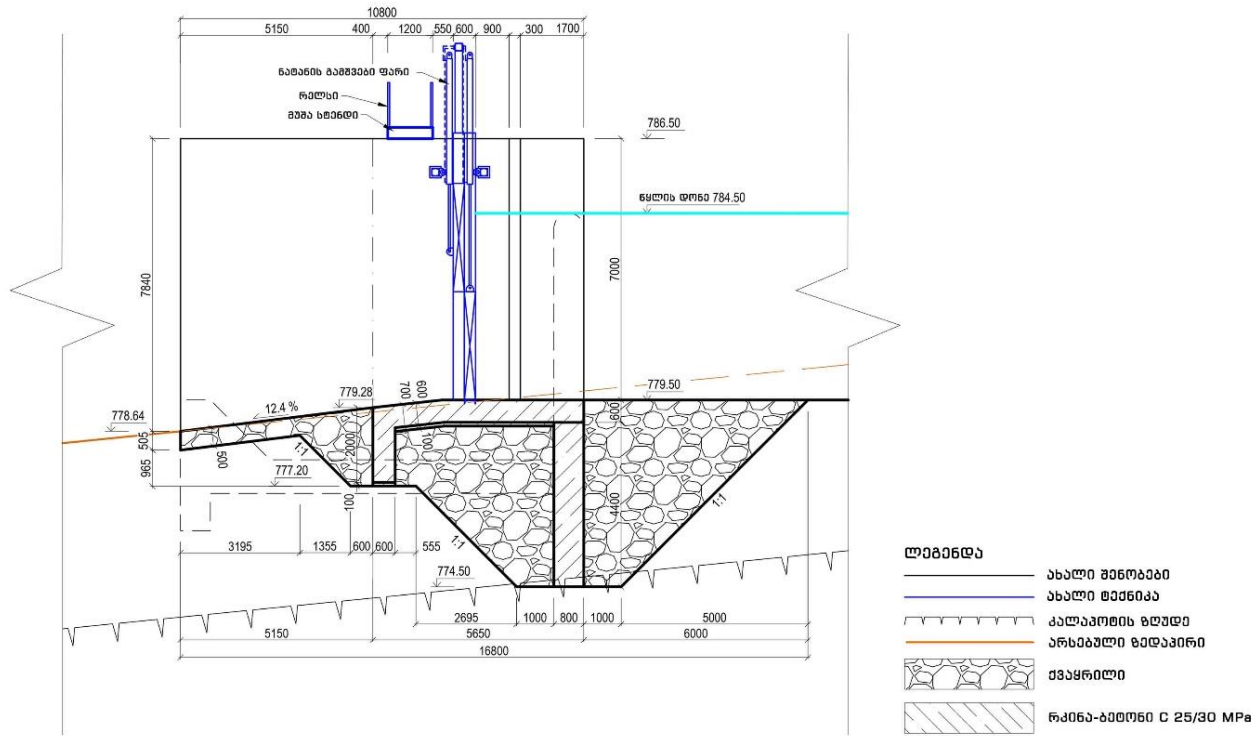 10800
5150 400 1200 550 600 900 300 1700
ნატანის გამშვები ფარი
რელსი
მუშა სტენდი
786.50
წყლის დონე 784.50
7840
7000
779.28
700
600
779.50
778.64
12.4 %
600
505
500
1:1
2000
100
965
777.20
100
4400
1:1
1:1
3195 1355 600 600 555
774.50
2695 1000 800 1000 5000
5150 5650 6000
16800
ლეგენდა
ახალი შენობები
ახალი ტექნიკა
კალაპოტის ზღუდე
არსებული ზედაპირი
ქვაყრილი
რკინა-ბეტონი C 25/30 MPa